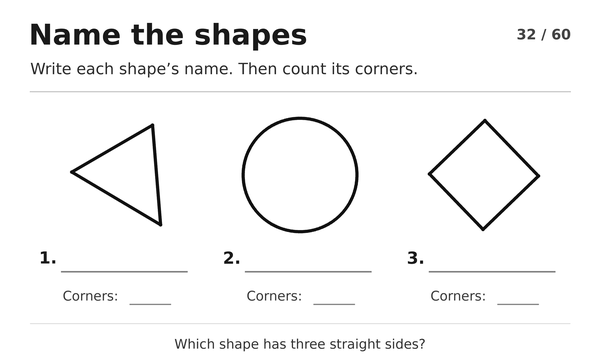 Name the shapes
32 / 60
Write each shape’s name. Then count its corners.
1. 2. 3.
Corners: Corners: Corners:
Which shape has three straight sides?